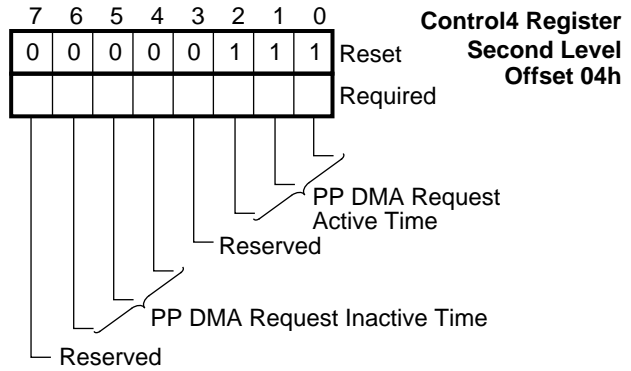 7 6 5 4 3 2 1 0
Control4 Register
Second Level
Offset 04h
0 0 0 0 0 1 1 1 Reset
Required
PP DMA Request
Active Time
Reserved
PP DMA Request Inactive Time
Reserved